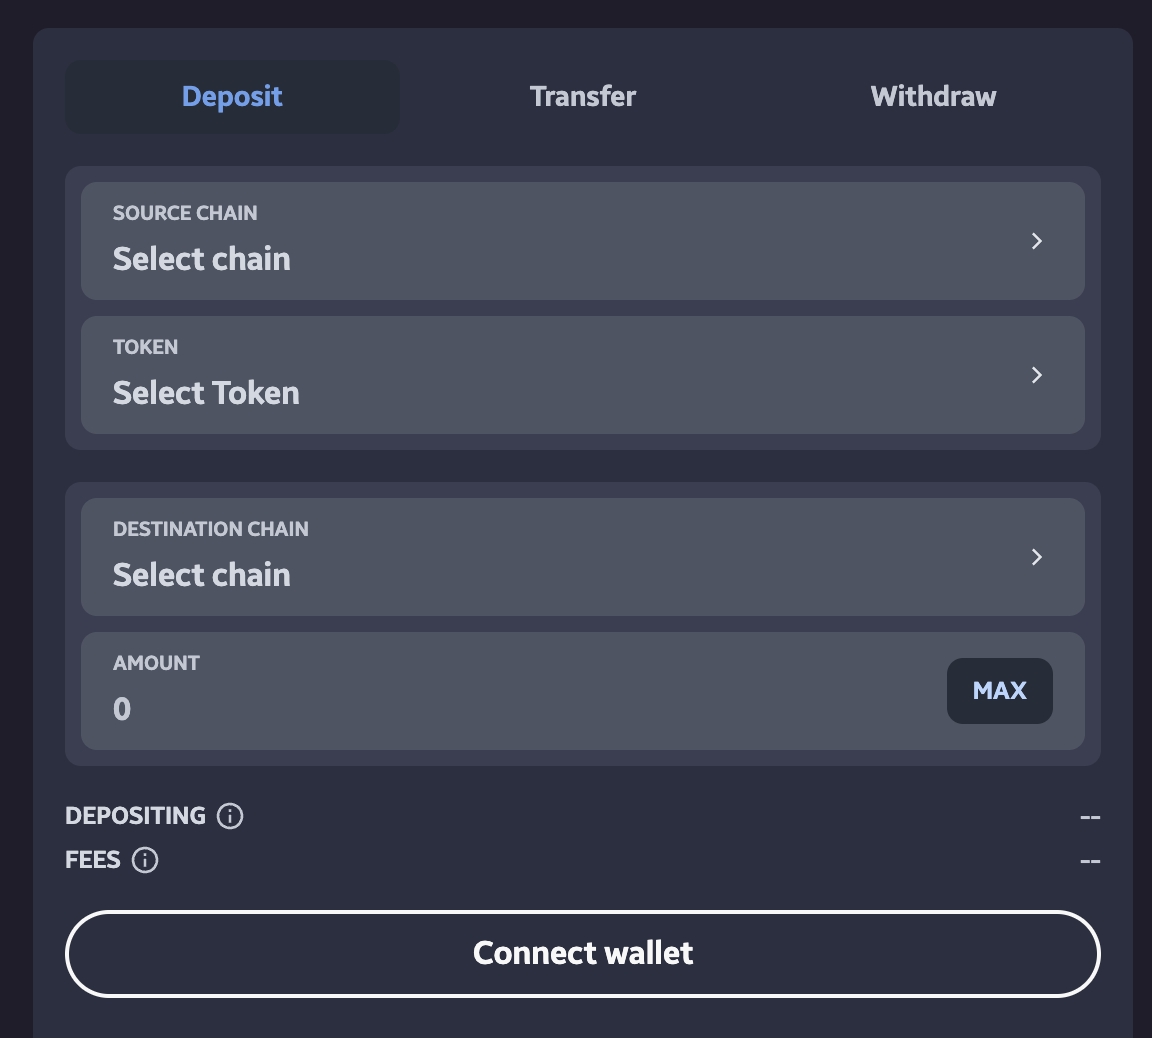 Deposit Transfer Withdraw
SOURCE CHAIN
Select chain
TOKEN
Select Token
DESTINATION CHAIN
Select chain
AMOUNT
0
MAX
DEPOSITING --
FEES --
Connect wallet